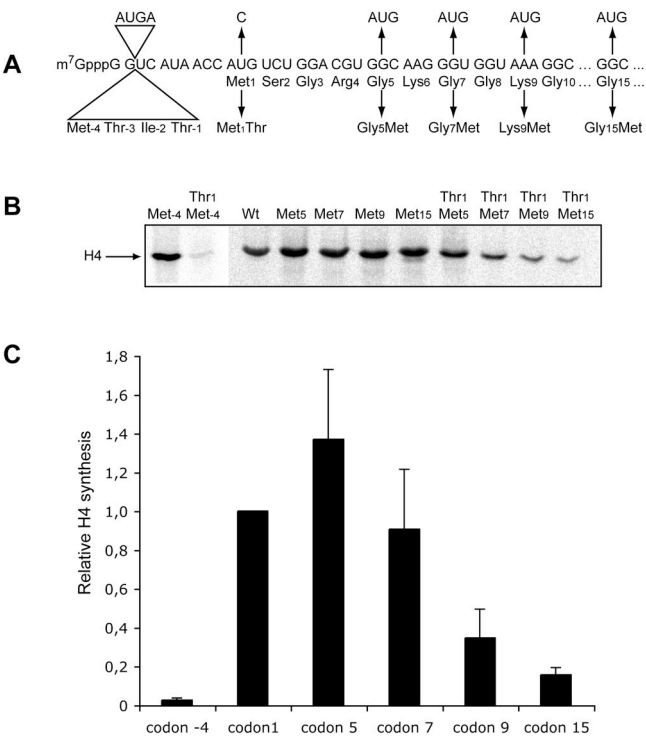 AUGA C AUG AUG AUG AUG
A
m7GpppG GUC AUA ACC AUG UCU GGA CGU GGC AAG GGU GGU AAA GGC ... GGC ...
Met1 Ser2 Gly3 Arg4 Gly5 Lys6 Gly7 Gly8 Lys9 Gly10 ... Gly15 ...
Met-4 Thr-3 Ile-2 Thr-1 Met1Thr Gly5Met Gly7Met Lys9Met Gly15Met
B
Thr1 Thr1 Thr1 Thr1 Thr1
Met-4 Met-4 Wt Met5 Met7 Met9 Met15 Met5 Met7 Met9 Met15
H4
C
Relative H4 synthesis
1,8
1,6
1,4
1,2
1,0
0,8
0,6
0,4
0,2
0
codon -4 codon1 codon 5 codon 7 codon 9 codon 15